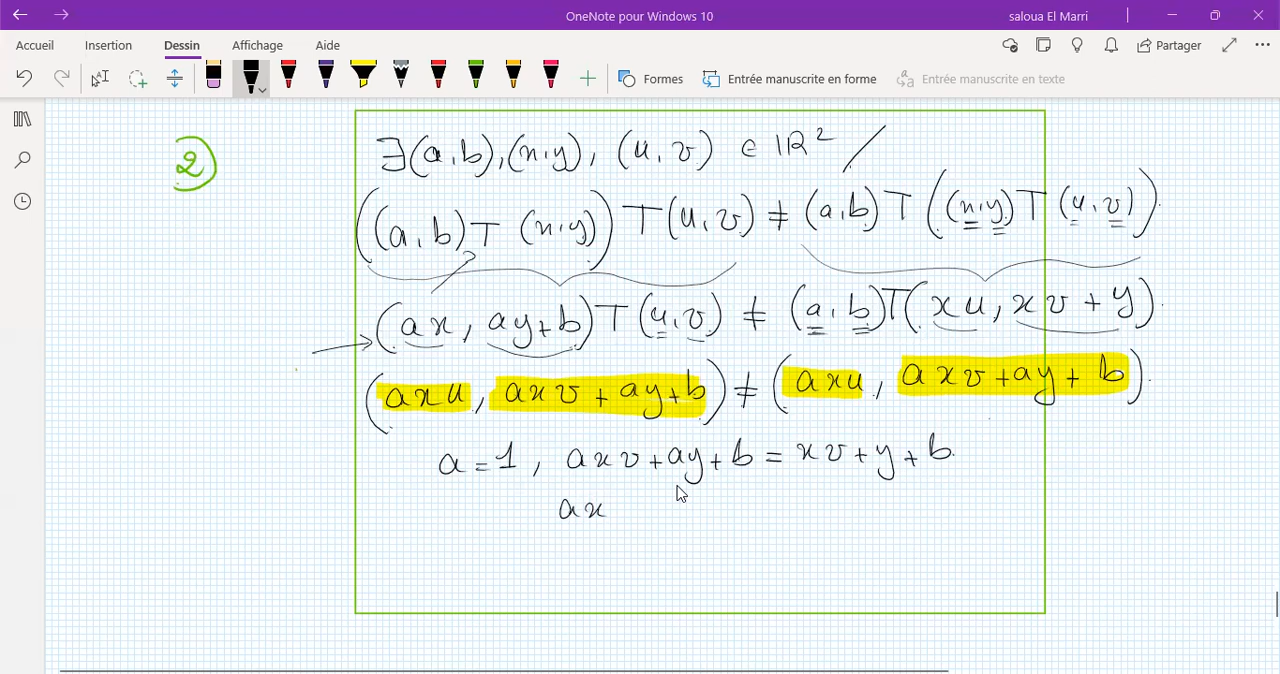 OneNote pour Windows 10
saloua El Marri
Accueil Insertion Dessin Affichage Aide
Partager
Formes Entrée manuscrite en forme Entrée manuscrite en texte
2
∃(a,b),(x,y), (u,v) ∈ IR² /
((a,b)T(x,y))T(u,v) ≠ (a,b)T((x,y)T(u,v)).
(ax, ay+b)T(u,v) ≠ (a,b)T(xu, xv+y).
(axu, axv+ay+b) ≠ (axu, axv+ay+b).
a=1, axv+ay+b = xv+y+b.
ax